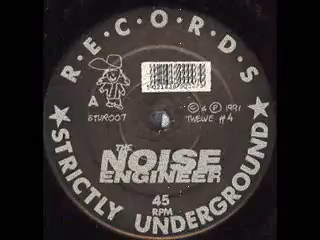 R·E·C·O·R·D·S
A
STUR007
© & ℗ 1991
TWEWE #4
THE
NOISE
ENGINEER
45
RPM
★ STRICTLY UNDERGROUND ★